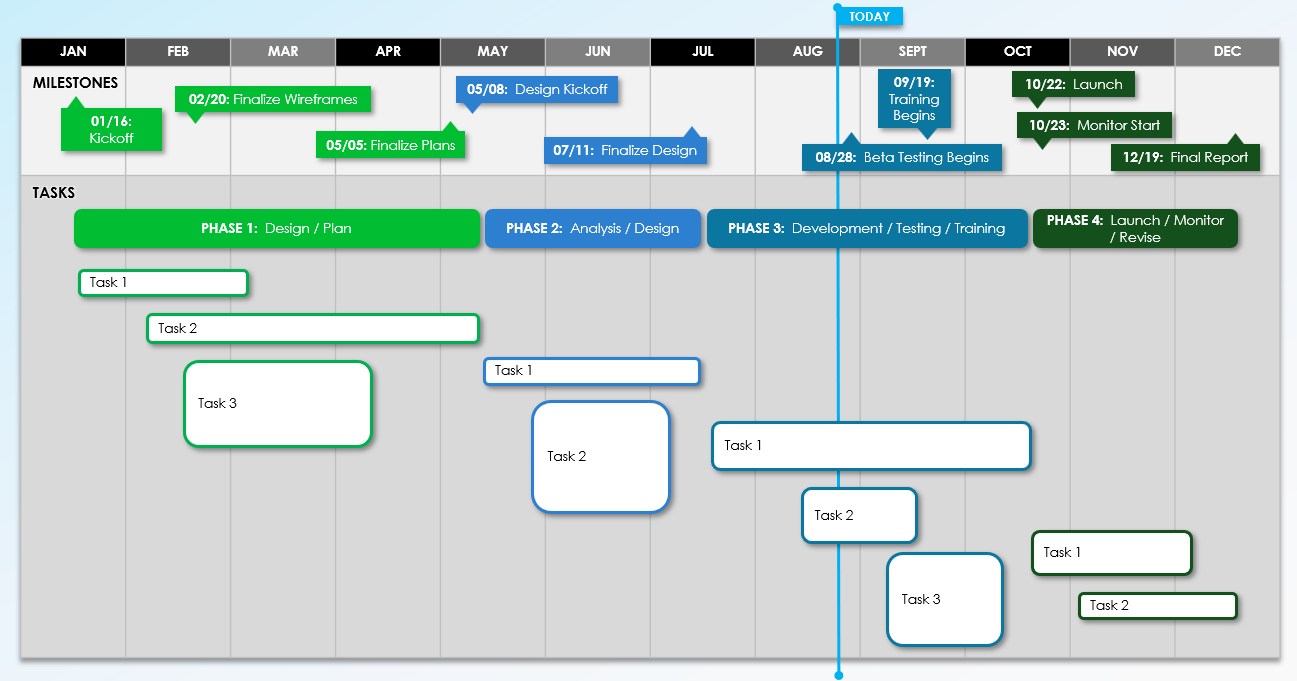 TODAY
JAN FEB MAR APR MAY JUN JUL AUG SEPT OCT NOV DEC
MILESTONES
01/16:
Kickoff
02/20: Finalize Wireframes
05/05: Finalize Plans
05/08: Design Kickoff
07/11: Finalize Design
08/28: Beta Testing Begins
09/19:
Training
Begins
10/22: Launch
10/23: Monitor Start
12/19: Final Report
TASKS
PHASE 1: Design / Plan
PHASE 2: Analysis / Design
PHASE 3: Development / Testing / Training
PHASE 4: Launch / Monitor
/ Revise
Task 1
Task 2
Task 3
Task 1
Task 2
Task 1
Task 2
Task 3
Task 1
Task 2